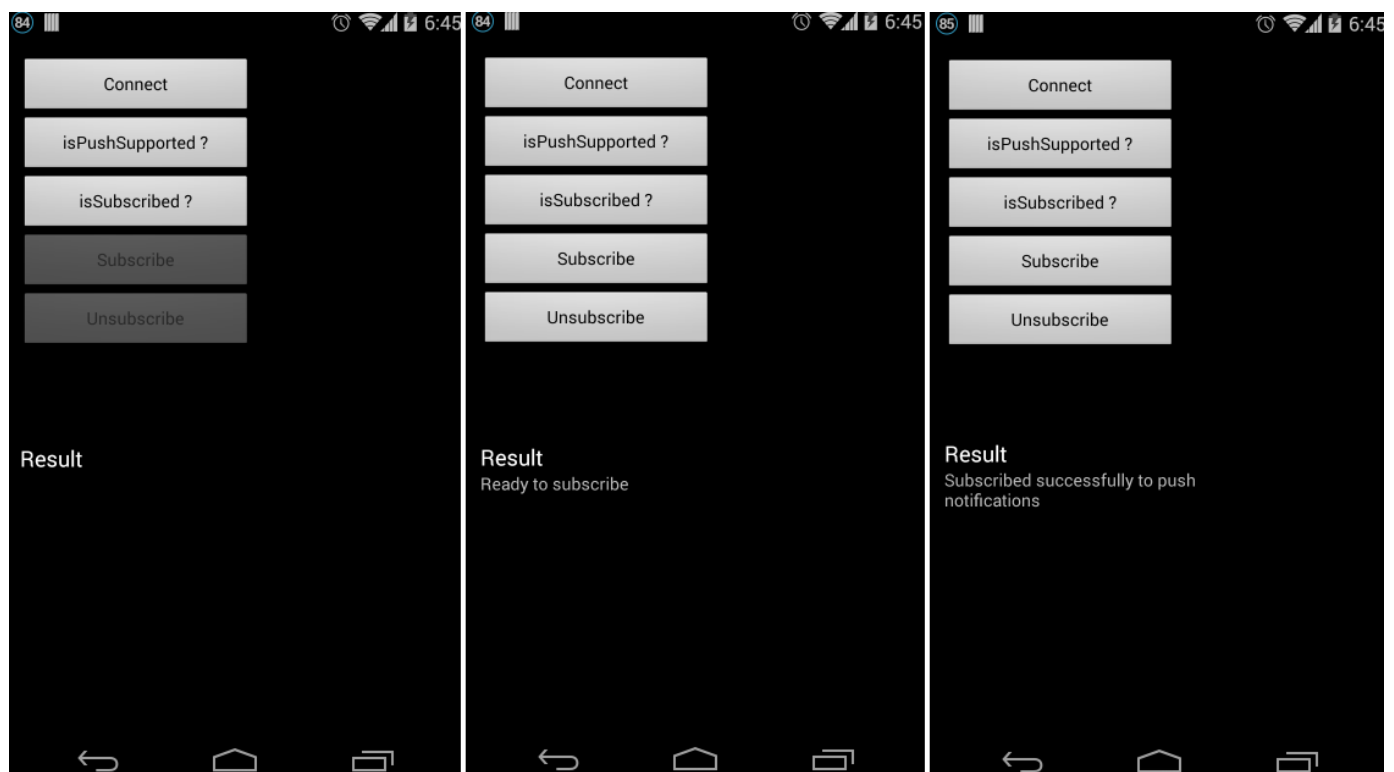 84
6:45
Connect
isPushSupported ?
isSubscribed ?
Subscribe
Unsubscribe
Result
84
6:45
Connect
isPushSupported ?
isSubscribed ?
Subscribe
Unsubscribe
Result
Ready to subscribe
85
6:45
Connect
isPushSupported ?
isSubscribed ?
Subscribe
Unsubscribe
Result
Subscribed successfully to push
notifications